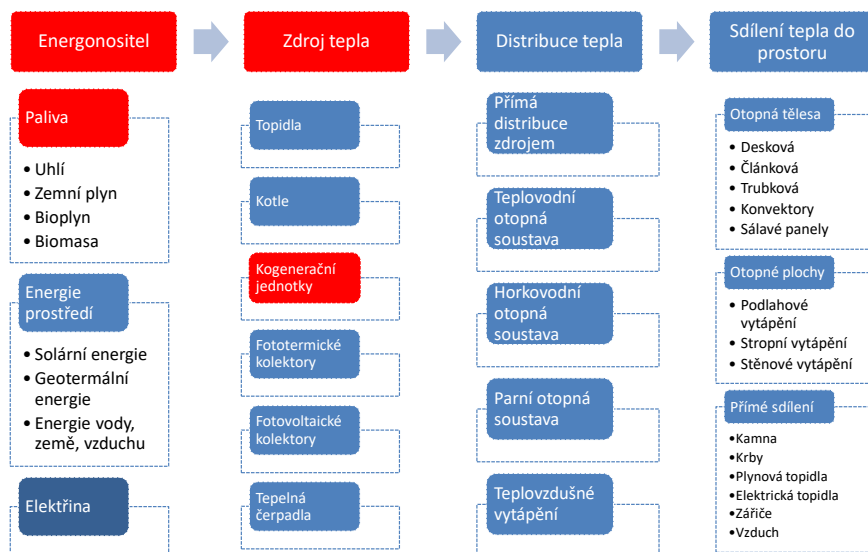 Energonositel
Zdroj tepla
Distribuce tepla
Sdílení tepla do
prostoru
Paliva
• Uhlí
• Zemní plyn
• Bioplyn
• Biomasa
Energie
prostředí
• Solární energie
• Geotermální
energie
• Energie vody,
země, vzduchu
Elektřina
Topidla
Kotle
Kogenerační
jednotky
Fototermické
kolektory
Fotovoltaické
kolektory
Tepelná
čerpadla
Přímá
distribuce
zdrojem
Teplovodní
otopná
soustava
Horkovodní
otopná
soustava
Parní otopná
soustava
Teplovzdušné
vytápění
Otopná tělesa
• Desková
• Článková
• Trubková
• Konvektory
• Sálavé panely
Otopné plochy
• Podlahové
vytápění
• Stropní vytápění
• Stěnové vytápění
Přímé sdílení
•Kamna
•Krby
•Plynová topidla
•Elektrická topidla
•Zářiče
•Vzduch